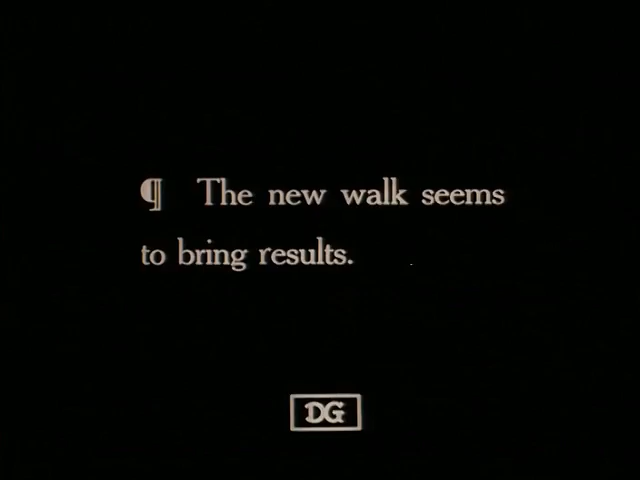 ¶ The new walk seems
to bring results.
DG